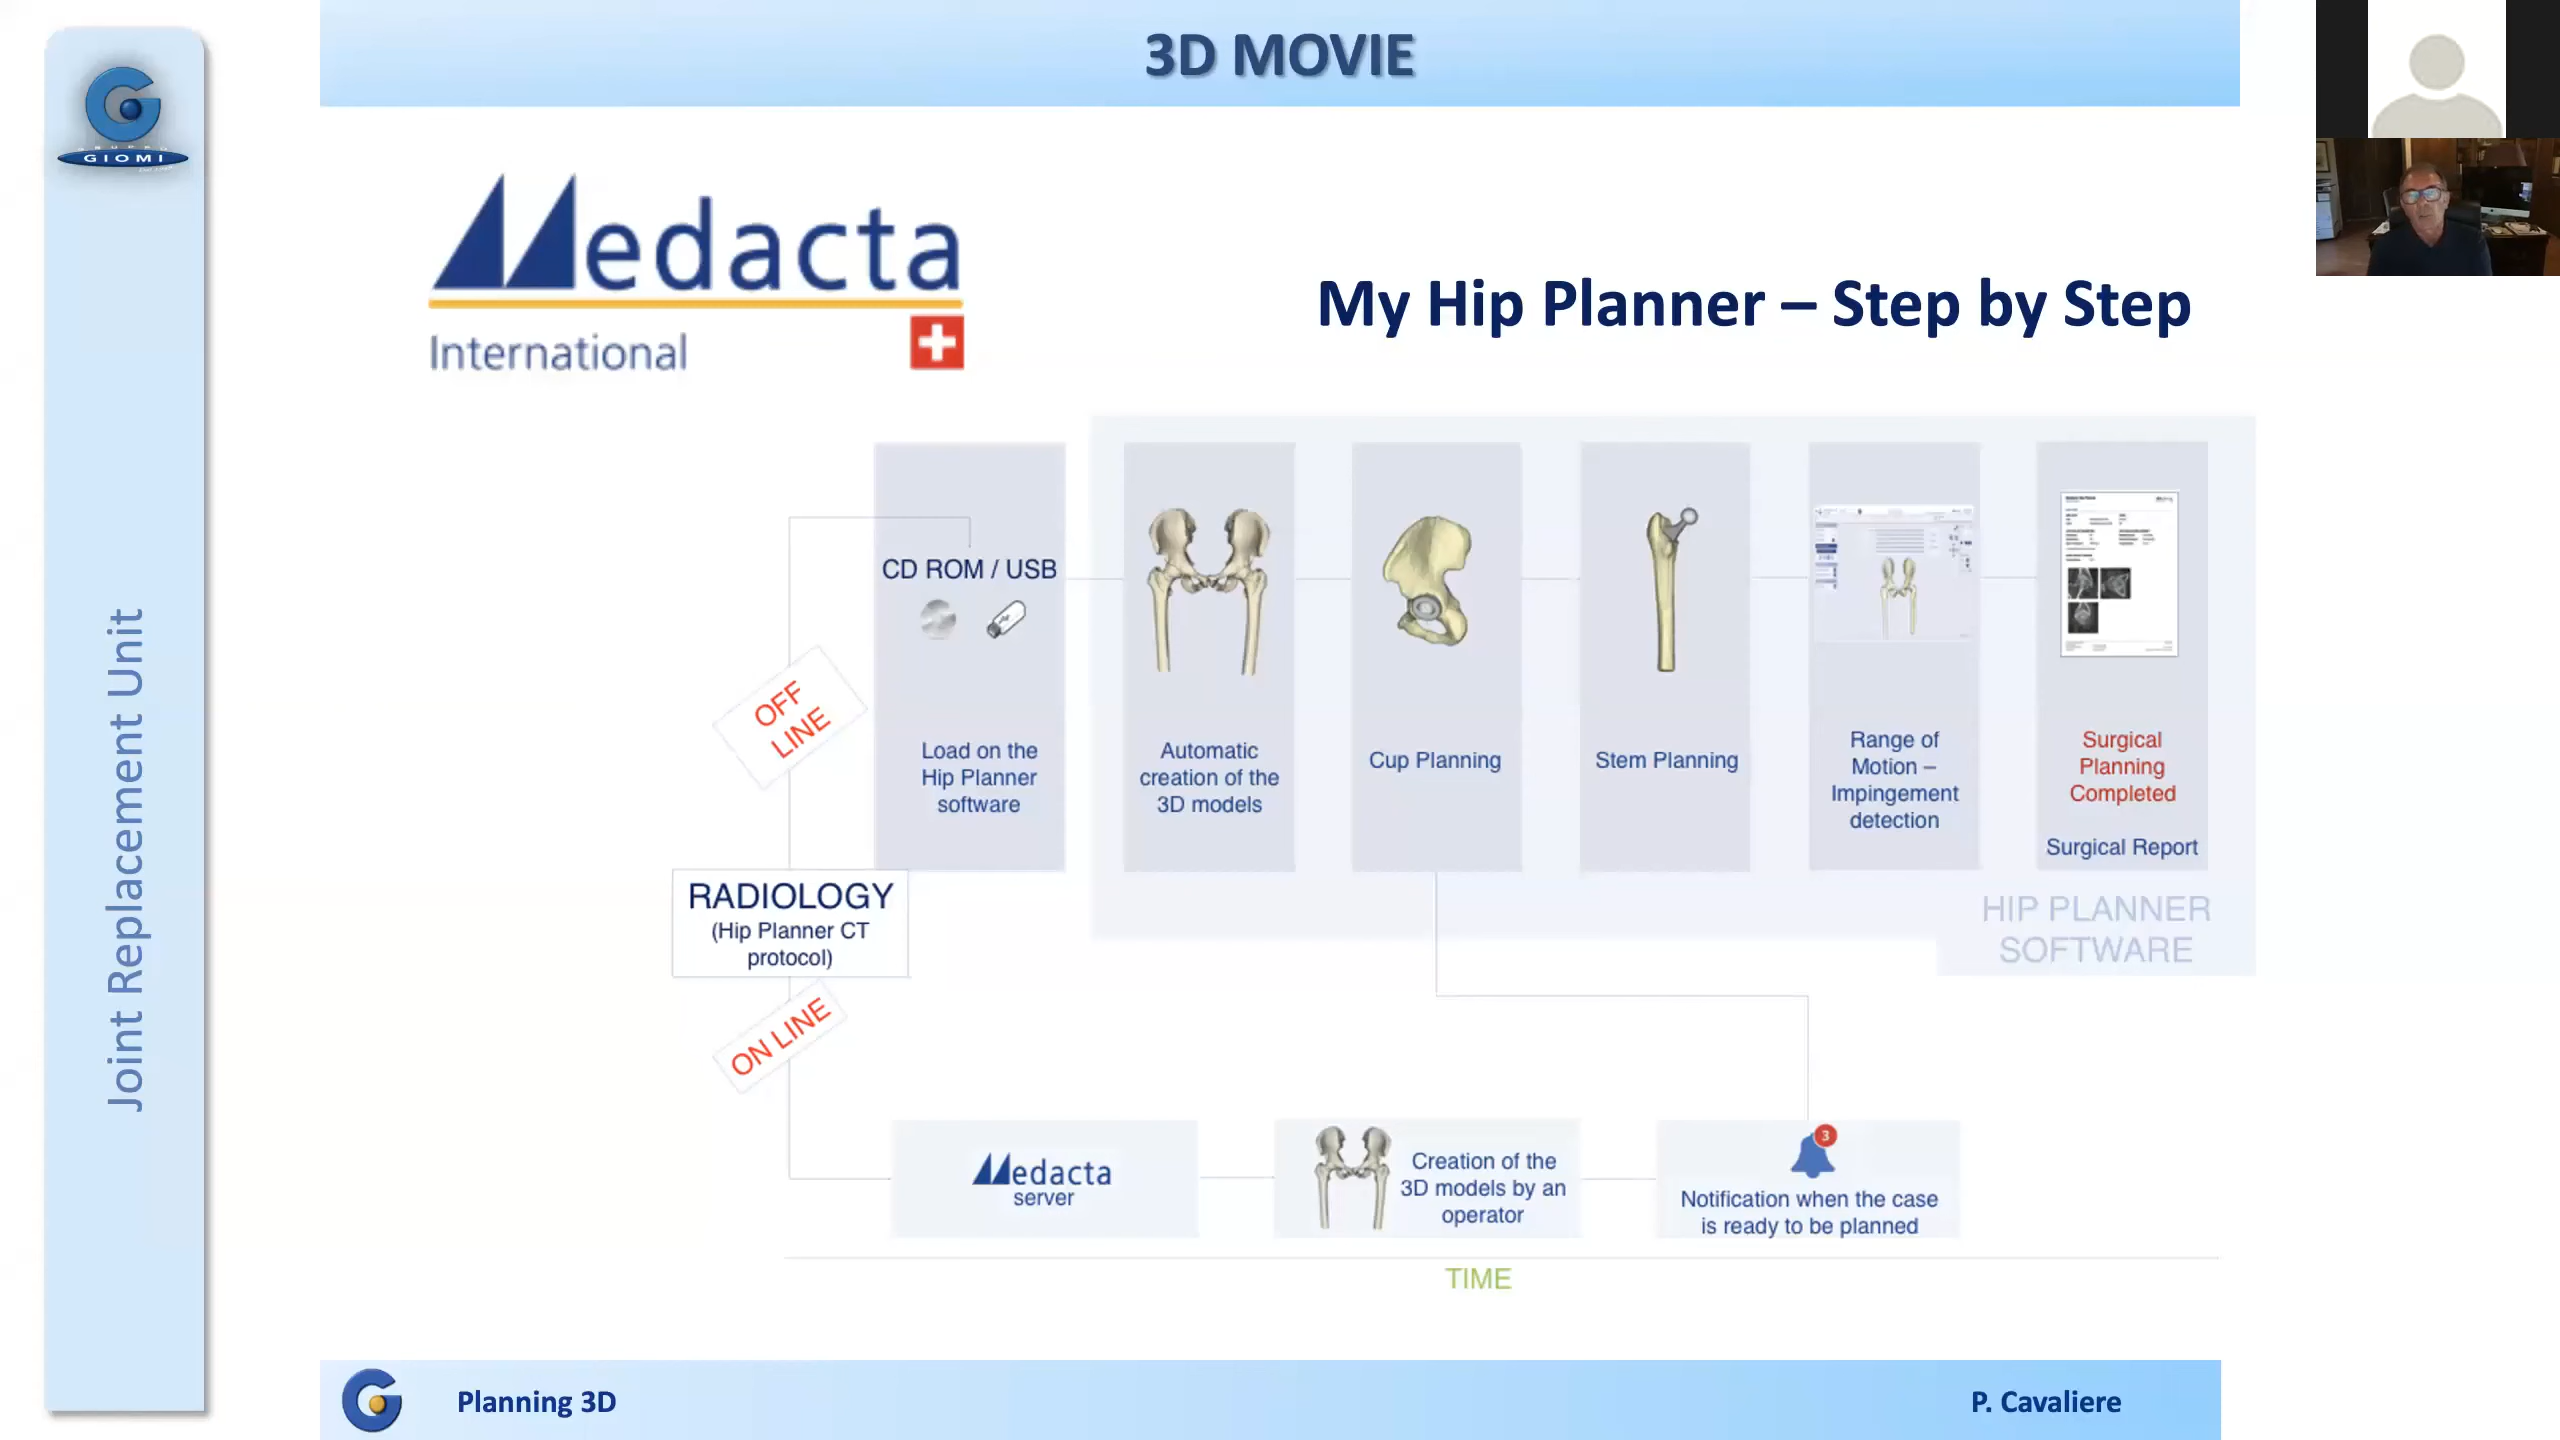 3D MOVIE
GRUPPO
GIOMI
Joint Replacement Unit
Medacta
International
My Hip Planner – Step by Step
CD ROM / USB
Load on the
Hip Planner
software
Automatic
creation of the
3D models
Cup Planning
Stem Planning
Range of
Motion –
Impingement
detection
Surgical
Planning
Completed
Surgical Report
HIP PLANNER
SOFTWARE
OFF
LINE
RADIOLOGY
(Hip Planner CT
protocol)
ON LINE
Medacta
server
Creation of the
3D models by an
operator
3
Notification when the case
is ready to be planned
TIME
Planning 3D
P. Cavaliere